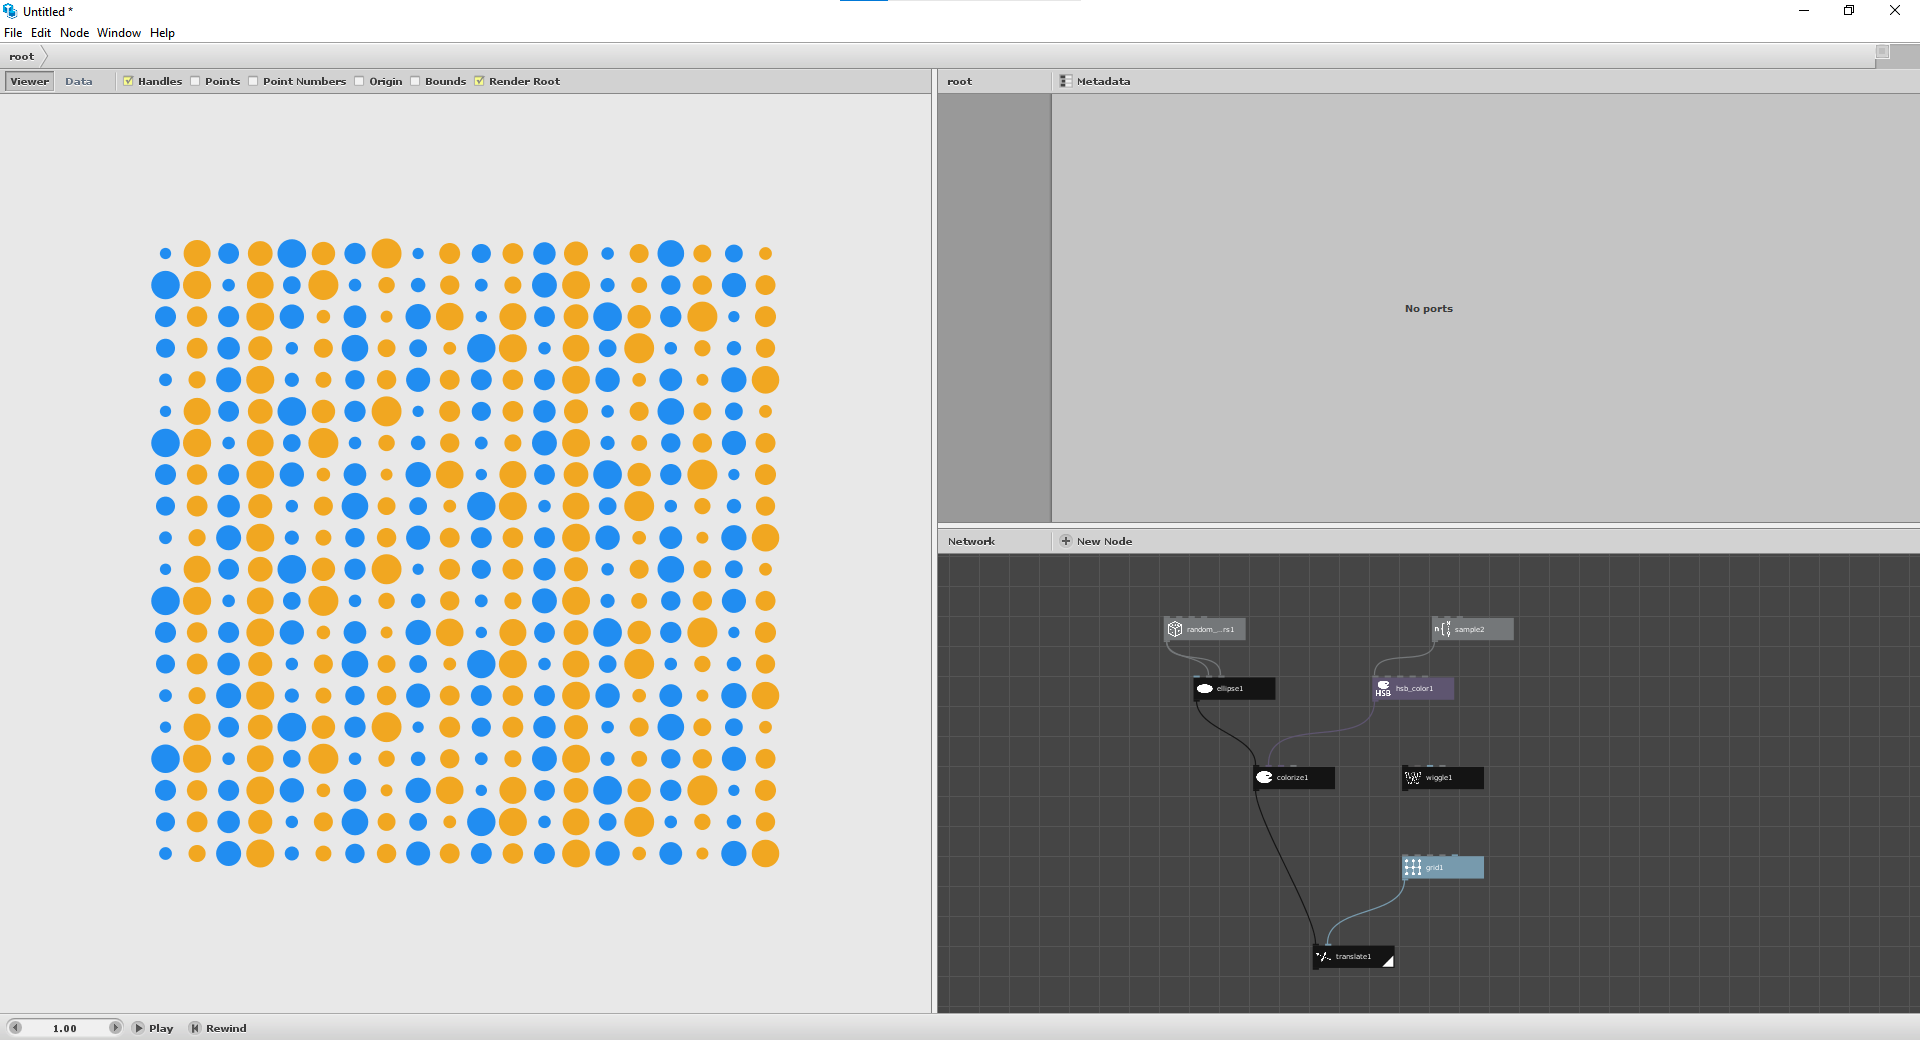 Untitled *
File Edit Node Window Help
root
Viewer Data Handles Points Point Numbers Origin Bounds Render Root
root Metadata
No ports
Network New Node
random_...rs1
n sample2
ellipse1
HSB hsb_color1
colorize1
wiggle1
grid1
translate1
1.00 Play Rewind